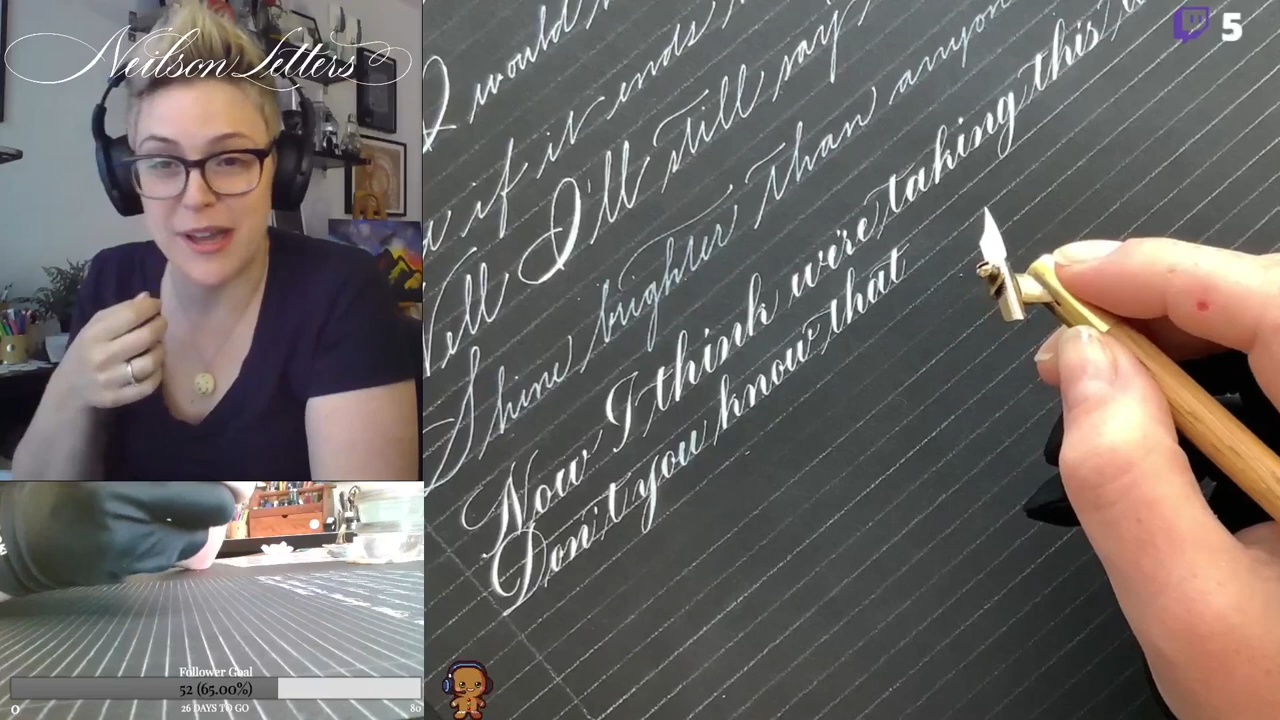 Neilson Letters
5
I would
if it ends
Well I'll still say
Shine brighter than anyone
Now I think we're taking this
Don't you know that
Follower Goal
52 (65.00%)
0 26 DAYS TO GO 80